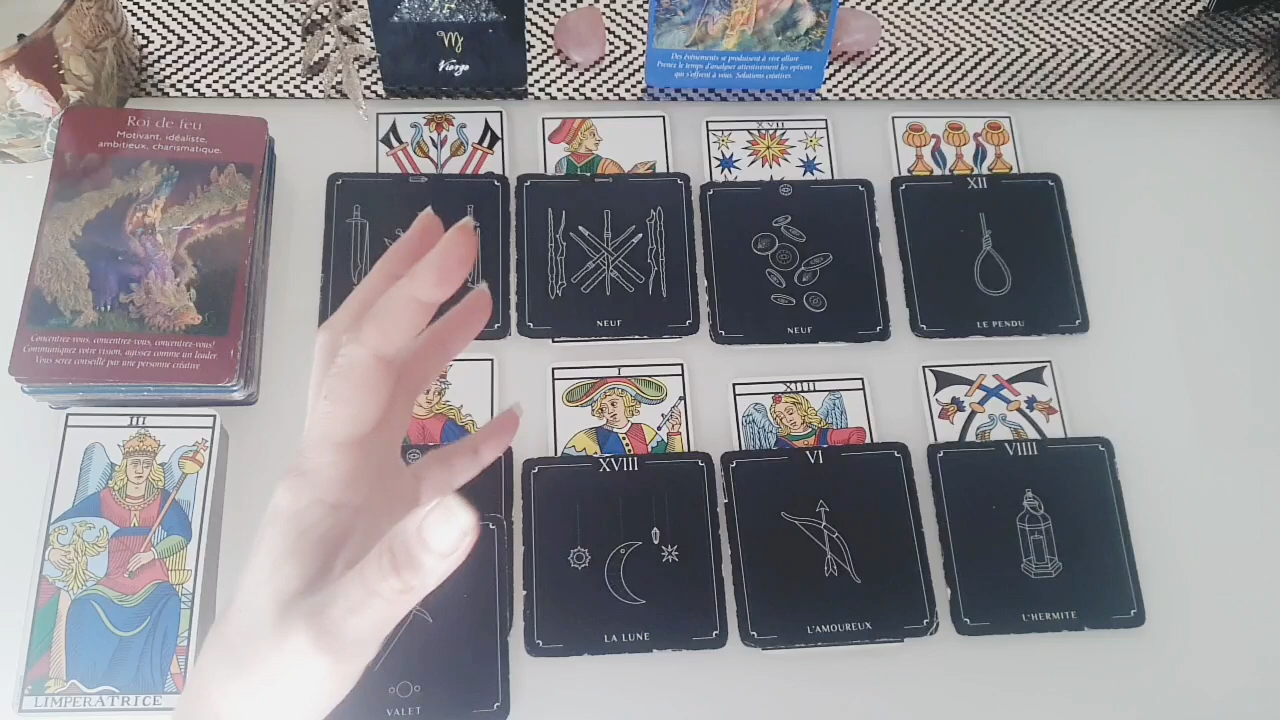 Virgo
Des événements se produisent à vive allure
Prenez le temps d'analyser attentivement les options
qui s'offrent à vous. Solutions créatives.
Roi de feu
Motivant, idéaliste,
ambitieux, charismatique.
Concentrez-vous, concentrez-vous, concentrez-vous!
Communiquez votre vision, agissez comme un leader.
Vous serez conseillé par une personne créative
XVII
XII
NEUF
NEUF
LE PENDU
III
LIMPERATRICE
I
XIIII
XVIII
VI
VIIII
LA LUNE
L'AMOUREUX
L'HERMITE
VALET